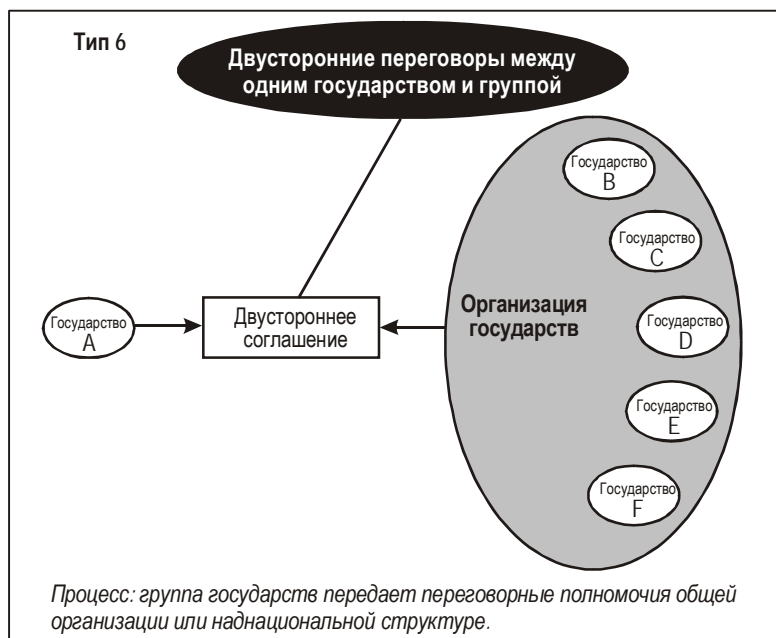 Тип 6
Двусторонние переговоры между
одним государством и группой
Государство
B
Государство
C
Организация
государств
Государство
D
Государство
A
Двустороннее
соглашение
Государство
E
Государство
F
Процесс: группа государств передает переговорные полномочия общей
организации или наднациональной структуре.